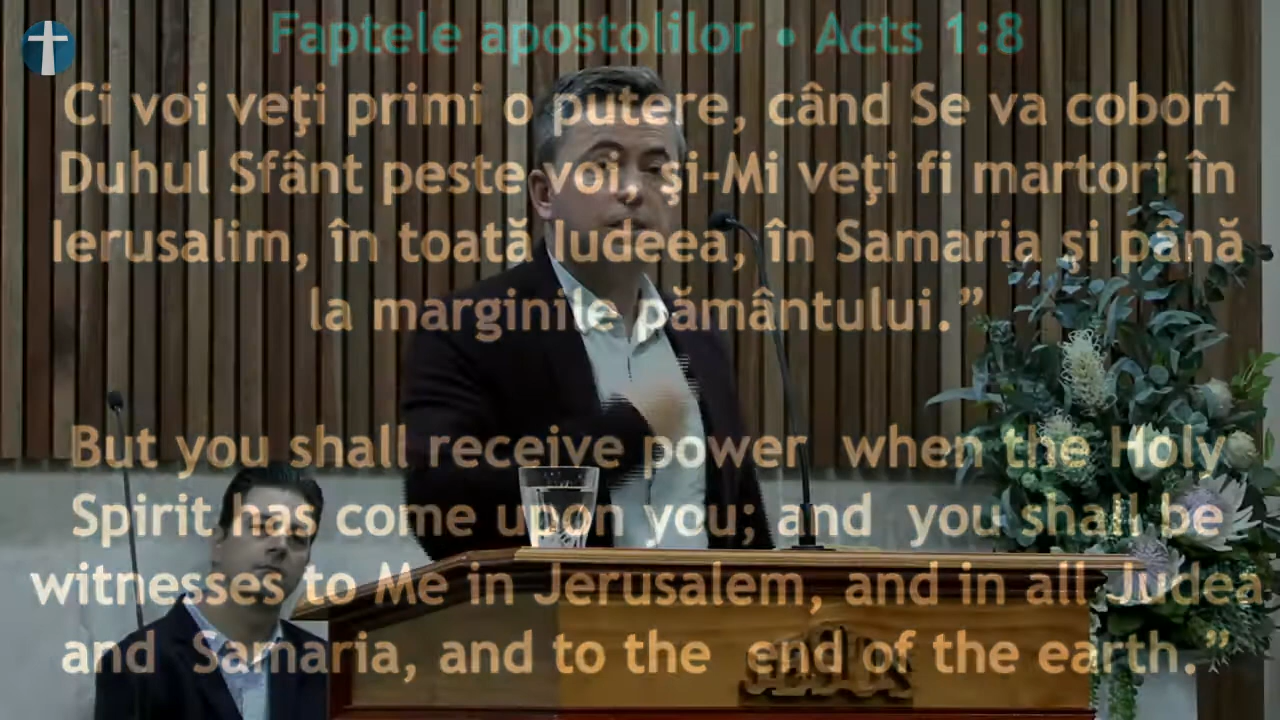 Faptele apostolilor • Acts 1:8
Ci voi veţi primi o putere, când Se va coborî
Duhul Sfânt peste voi, şi-Mi veţi fi martori în
Ierusalim, în toată Iudeea, în Samaria şi până
la marginile pământului.”
But you shall receive power when the Holy
Spirit has come upon you; and you shall be
witnesses to Me in Jerusalem, and in all Judea
and Samaria, and to the end of the earth.”